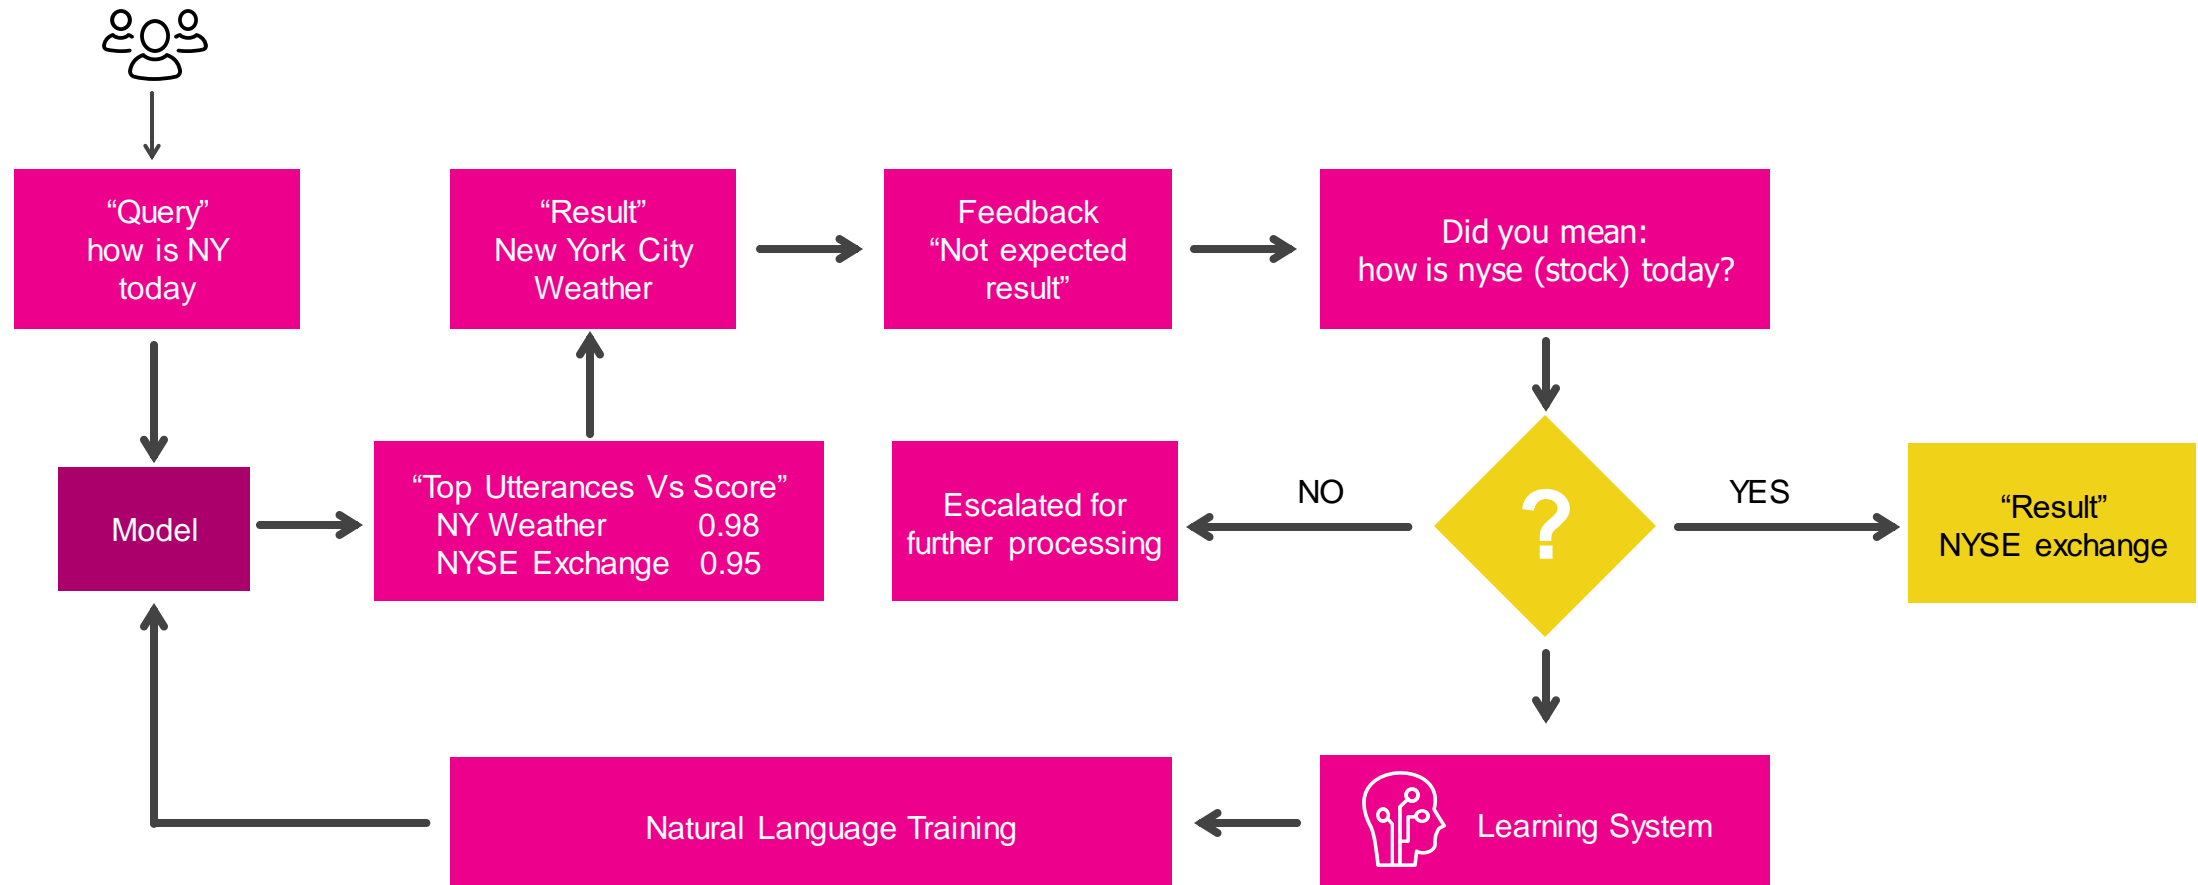 “Query”
how is NY
today
“Result”
New York City
Weather
Feedback
“Not expected
result”
Did you mean:
how is nyse (stock) today?
Model
“Top Utterances Vs Score”
NY Weather 0.98
NYSE Exchange 0.95
Escalated for
further processing
NO
?
YES
“Result”
NYSE exchange
Natural Language Training
Learning System